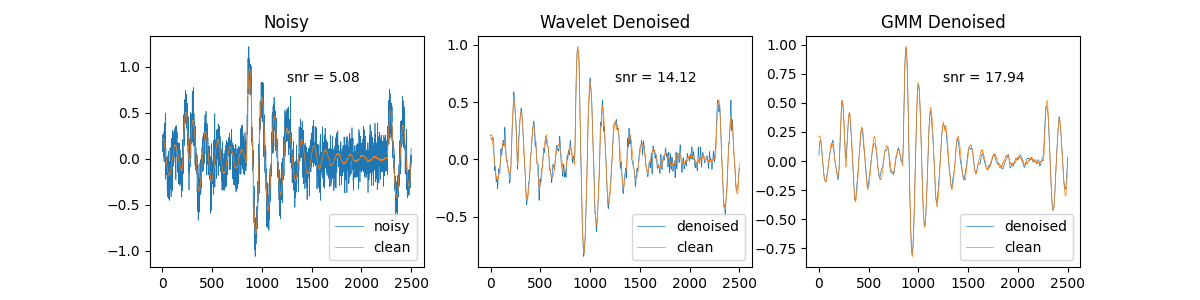 Noisy
1.0
0.5
0.0
−0.5
−1.0
snr = 5.08
noisy
clean
0 500 1000 1500 2000 2500
Wavelet Denoised
1.0
0.5
0.0
−0.5
snr = 14.12
denoised
clean
0 500 1000 1500 2000 2500
GMM Denoised
1.00
0.75
0.50
0.25
0.00
−0.25
−0.50
−0.75
snr = 17.94
denoised
clean
0 500 1000 1500 2000 2500